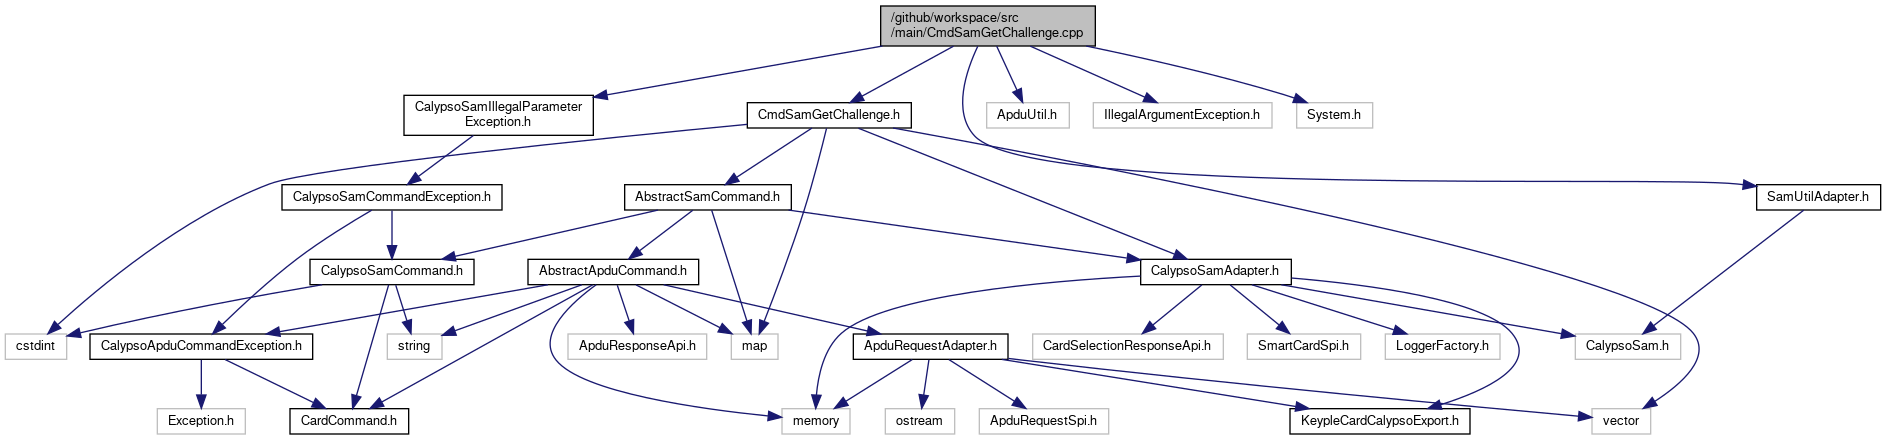 /github/workspace/src
/main/CmdSamGetChallenge.cpp
CalypsoSamIllegalParameter
Exception.h
CmdSamGetChallenge.h
ApduUtil.h
IllegalArgumentException.h
System.h
CalypsoSamCommandException.h
AbstractSamCommand.h
SamUtilAdapter.h
CalypsoSamCommand.h
AbstractApduCommand.h
CalypsoSamAdapter.h
cstdint
CalypsoApduCommandException.h
string
ApduResponseApi.h
map
ApduRequestAdapter.h
CardSelectionResponseApi.h
SmartCardSpi.h
LoggerFactory.h
CalypsoSam.h
Exception.h
CardCommand.h
memory
ostream
ApduRequestSpi.h
KeypleCardCalypsoExport.h
vector